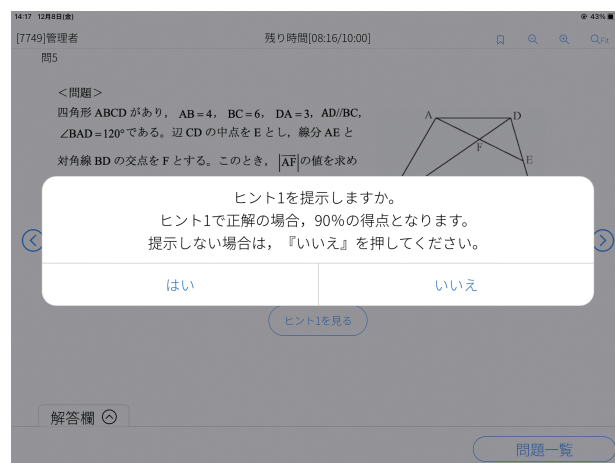 14:17 12月8日(金)
43%
[7749]管理者
残り時間[08:16/10:00]
Fit
問5
<問題>
四角形 ABCD があり, AB=4, BC=6, DA=3, AD//BC,
∠BAD=120°である。辺 CD の中点を E とし, 線分 AE と
対角線 BD の交点を F とする。このとき, |AF|の値を求め
A
D
F
E
ヒント1を提示しますか。
ヒント1で正解の場合, 90%の得点となります。
提示しない場合は, 『いいえ』を押してください。
はい
いいえ
ヒント1を見る
解答欄
問題一覧